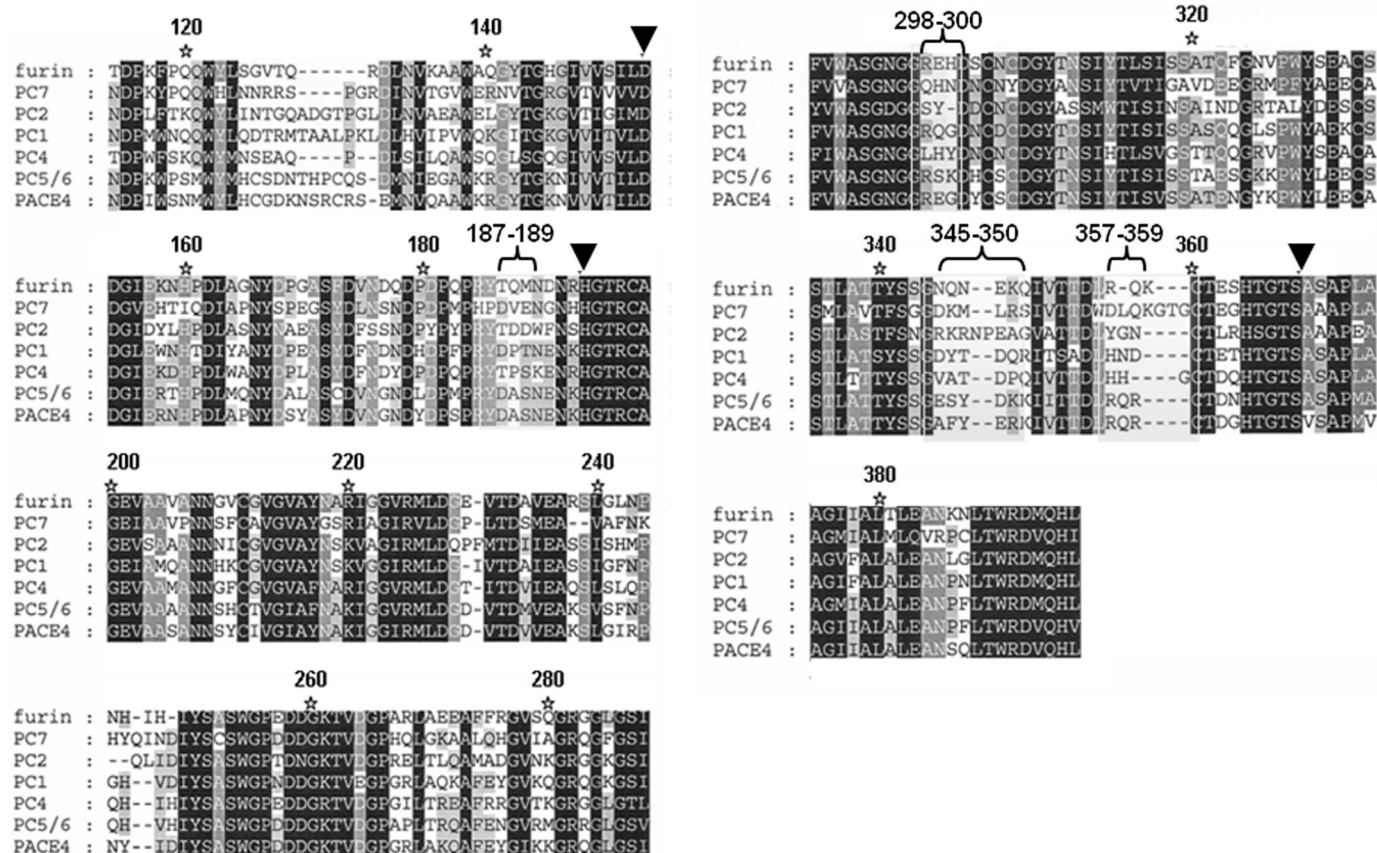 120 140
furin : TDPKFPQQWYLSGVTQ------RDLNVKAAWAQGYTGHGIVVSILD
PC7 : NDPKYPQQWHLNNRRS----PGRDINVTGVWERNVTGRGVTVVVVD
PC2 : NDPLFTKQWYLINTGQADGTPGLDLNVAEAWELGYTGKGVTIGIMD
PC1 : NDPMWNQQWYLQDTRMTAALPKLDLHVIPVWQKGITGKGVVITVLD
PC4 : TDPWFSKQWYMNSEAQ----P--DLSILQAWSQGLSGQGIVVSVLD
PC5/6 : NDPKWPSMWYMHCSDNTHPCQS-DMNIEGAWKRGYTGKNIVVTILD
PACE4 : NDPIWSNMWYLHCGDKNSRCRS-EMNVQAAWKRGYTGKNVVVTILD
160 180 187-189
furin : DGIEKNHPDLAGNYDPGASFDVNDQDPDPQPRYTQMNDNRHGTRCA
PC7 : DGVEHTIQDIAPNYSPEGSYDLNSNDPDPMPHPDVENGNHHGTRCA
PC2 : DGIDYLHPDLASNYNAEASYDFSSNDPYPYPRYTDDWFNSHGTRCA
PC1 : DGLEWNHTDIYANYDPEASYDFNDNDHDPFPRYDPTNENKHGTRCA
PC4 : DGIEKDHPDLWANYDPLASYDFNDYDPDPQPRYTPSKENRHGTRCA
PC5/6 : DGIERTHPDLMQNYDALASCDVNGNDLDPMPRYDASNENKHGTRCA
PACE4 : DGIERNHPDLAPNYDSYASYDVNGNDYDPSPRYDASNENKHGTRCA
200 220 240
furin : GEVAAVANNGVCGVGVAYNARIGGVRMLDGE-VTDAVEARSLGLNP
PC7 : GEIAAVPNNSFCAVGVAYGSRIAGIRVLDGP-LTDSMEA--VAFNK
PC2 : GEVSAAANNNICGVGVAYNSKVAGIRMLDQPFMTDIIEASSISHMP
PC1 : GEIAMQANNHKCGVGVAYNSKVGGIRMLDG-IVTDAIEASSIGFNP
PC4 : GEVAAMANNGFCGVGVAFNARIGGVRMLDGT-ITDVIEAQSLSLQP
PC5/6 : GEVAAAANNSHCTVGIAFNAKIGGVRMLDGD-VTDMVEAKSVSFNP
PACE4 : GEVAASANNSYCIVGIAYNAKIGGIRMLDGD-VTDVVEAKSLGIRP
260 280
furin : NH-IH-IYSASWGPEDDGKTVDGPARLAEEAFFRGVSQGRGGLGSI
PC7 : HYQINDIYSCSWGPDDDGKTVDGPHQLGKAALQHGVIAGRQGFGSI
PC2 : --QLIDIYSASWGPTDNGKTVDGPRELTLQAMADGVNKGRGGKGSI
PC1 : GH--VDIYSASWGPNDDGKTVEGPGRLAQKAFEYGVKQGRQGKGSI
PC4 : QH--IHIYSASWGPEDDGRTVDGPGILTREAFRRGVTKGRGGLGTL
PC5/6 : QH--VHIYSASWGPDDDGKTVDGPAPLTRQAFENGVRMGRRGLGSV
PACE4 : NY--IDIYSASWGPDDDGKTVDGPGRLAKQAFEYGIKKGRQGLGSI
298-300 320
furin : FVWASGNGGREHDSCNCDGYTNSIYTLSISSATQFGNVPWYSEACS
PC7 : FVVASGNGGQHNDNCNYDGYANSIYTVTIGAVDEEGRMPFYAEECA
PC2 : YVWASGDGGSY-DDCNCDGYASSMWTISINSAINDGRTALYDESCS
PC1 : FVWASGNGGRQGDNCDCDGYTDSIYTISISSASQQGLSPWYAEKCS
PC4 : FIWASGNGGLHYDNCNCDGYTNSIHTLSVGSTTQQGRVPWYSEACA
PC5/6 : FVWASGNGGRSKDHCSCDGYTNSIYTISISSTAESGKKPWYLEECS
PACE4 : FVWASGNGGREGDYCSCDGYTNSIYTISVSSATENGYKPWYLEECA
340 345-350 357-359 360
furin : STLATTYSSGNQN--EKQIVTTDLR-QK----CTESHTGTSASAPLA
PC7 : SMLAVTFSGGDKM--LRSIVTTDWDLQKGTGCTEGHTGTSAAAPLA
PC2 : STLASTFSNGRKRNPEAGVATTDLYGN----CTLRHSGTSAAAPEA
PC1 : STLATSYSSGDYT--DQRITSADLHND----CTETHTGTSASAPLA
PC4 : STLTTTYSSGVAT--DPQIVTTDLHH----GCTDQHTGTSASAPLA
PC5/6 : STLATTYSSGESY--DKKIITTDLRQR----CTDNHTGTSASAPMA
PACE4 : STLATTYSSGAFY--ERKIVTTDLRQR----CTDGHTGTSVSAPMV
380
furin : AGIIALTLEANKNLTWRDMQHL
PC7 : AGMIALMLQVRPCLTWRDVQHI
PC2 : AGVFALALEANLGLTWRDMQHL
PC1 : AGIFALALEANPNLTWRDMQHL
PC4 : AGMIALALEANPFLTWRDMQHL
PC5/6 : AGIIALALEANPFLTWRDVQHV
PACE4 : AGIIALALEANSQLTWRDVQHL